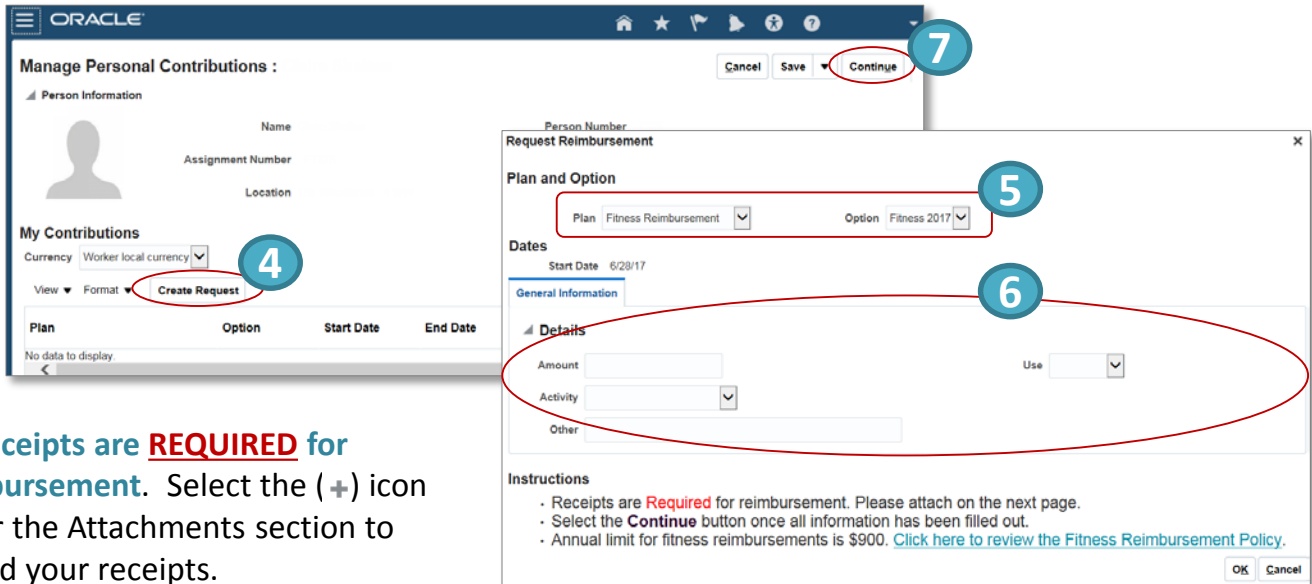 ORACLE
Manage Personal Contributions :
Cancel Save Continue
7
Person Information
Name
Person Number
Assignment Number
Location
My Contributions
Currency Worker local currency
4
View Format Create Request
Plan Option Start Date End Date
No data to display.
Request Reimbursement
Plan and Option
5
Plan Fitness Reimbursement Option Fitness 2017
Dates
Start Date 6/28/17
General Information
6
Details
Amount Use
Activity
Other
Instructions
· Receipts are Required for reimbursement. Please attach on the next page.
· Select the Continue button once all information has been filled out.
· Annual limit for fitness reimbursements is $900. Click here to review the Fitness Reimbursement Policy.
OK Cancel
ceipts are REQUIRED for
bursement. Select the (+) icon
r the Attachments section to
d your receipts.